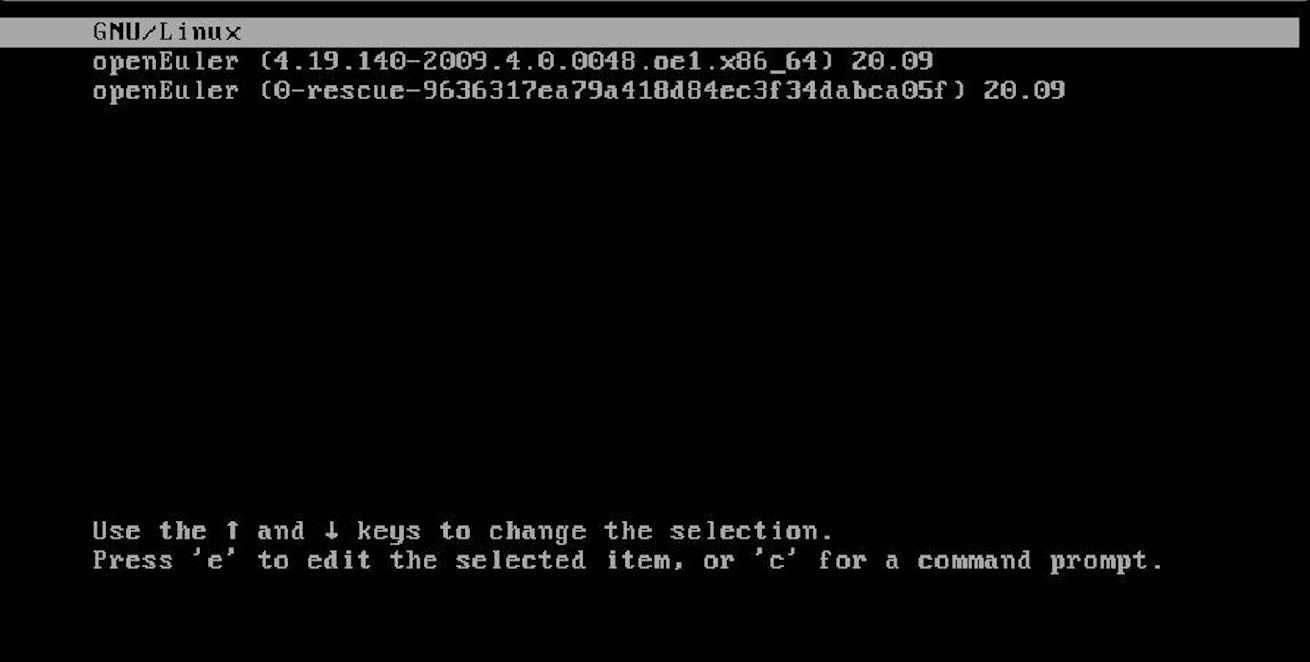 GNU/Linux
openEuler (4.19.140-2009.4.0.0048.oe1.x86_64) 20.09
openEuler (0-rescue-9636317ea79a418d84ec3f34dabca05f) 20.09
Use the ↑ and ↓ keys to change the selection.
Press 'e' to edit the selected item, or 'c' for a command prompt.